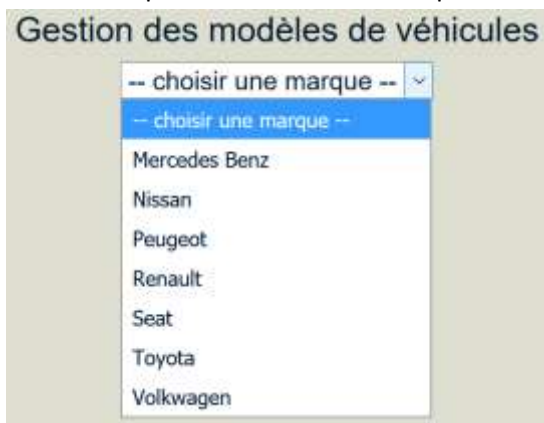 Gestion des modèles de véhicules
-- choisir une marque --
-- choisir une marque --
Mercedes Benz
Nissan
Peugeot
Renault
Seat
Toyota
Volkwagen